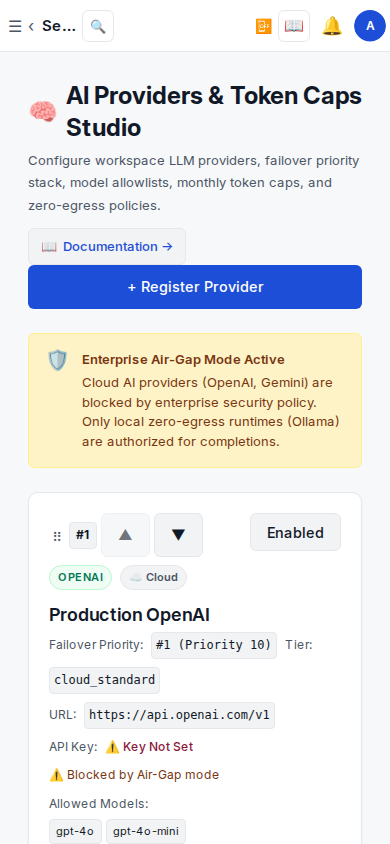 ☰ ‹ Se... 🔍 📴 📖 🔔 A
🧠 AI Providers & Token Caps
Studio
Configure workspace LLM providers, failover priority
stack, model allowlists, monthly token caps, and
zero-egress policies.
📖 Documentation →
+ Register Provider
🛡️ Enterprise Air-Gap Mode Active
Cloud AI providers (OpenAI, Gemini) are
blocked by enterprise security policy.
Only local zero-egress runtimes (Ollama)
are authorized for completions.
⠿ #1 ▲ ▼ Enabled
OPENAI ☁️ Cloud
Production OpenAI
Failover Priority: #1 (Priority 10) Tier:
cloud_standard
URL: https://api.openai.com/v1
API Key: ⚠️ Key Not Set
⚠️ Blocked by Air-Gap mode
Allowed Models:
gpt-4o gpt-4o-mini